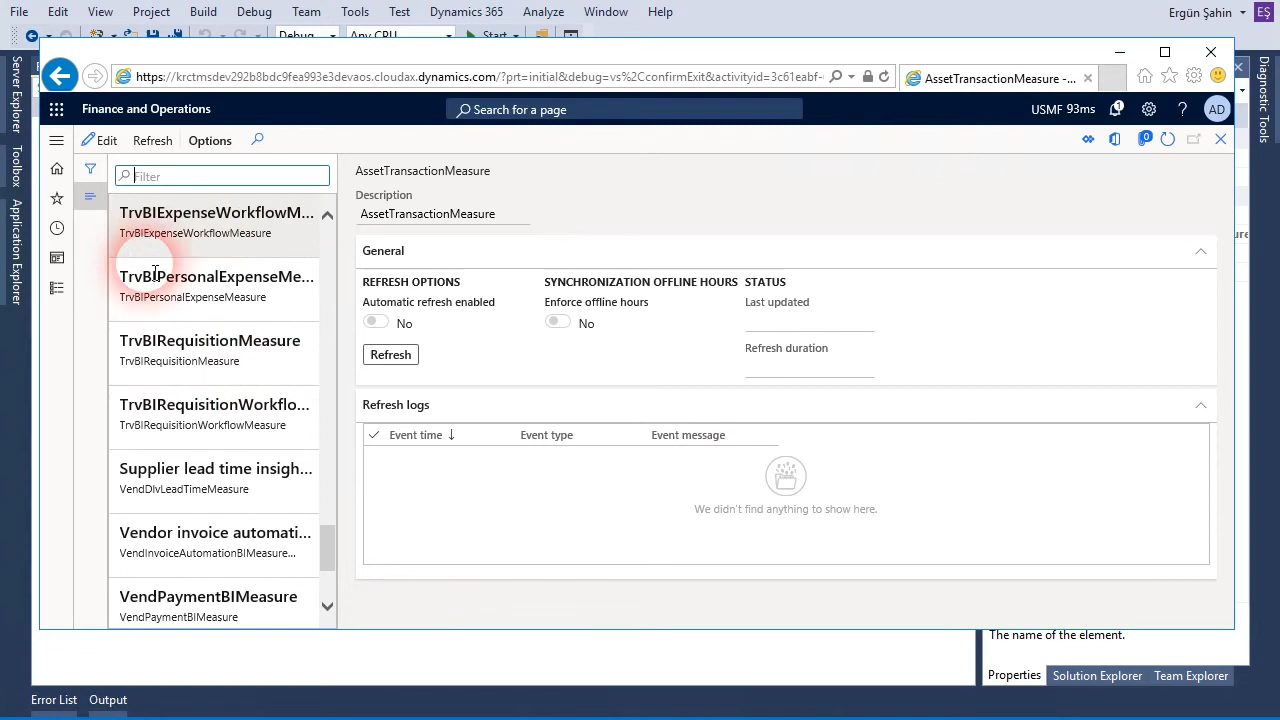 File Edit View Project Build Debug Team Tools Test Dynamics 365 Analyze Window Help Ergün Şahin EŞ
Debug Any CPU Start
https://krctmsdev292b8bdc9fea993e3devaos.cloudax.dynamics.com/?prt=initial&debug=vs%2CconfirmExit&
AssetTransactionMeasure - ...
Finance and Operations Search for a page USMF 93ms 1 ? AD
Edit Refresh Options 0
Filter
TrvBIExpenseWorkflowM...
TrvBIExpenseWorkflowMeasure
TrvBIPersonalExpenseMe...
TrvBIPersonalExpenseMeasure
TrvBIRequisitionMeasure
TrvBIRequisitionMeasure
TrvBIRequisitionWorkflo...
TrvBIRequisitionWorkflowMeasure
Supplier lead time insigh...
VendDlvLeadTimeMeasure
Vendor invoice automati...
VendInvoiceAutomationBIMeasure...
VendPaymentBIMeasure
VendPaymentBIMeasure
AssetTransactionMeasure
Description
AssetTransactionMeasure
General
REFRESH OPTIONS SYNCHRONIZATION OFFLINE HOURS STATUS
Automatic refresh enabled Enforce offline hours Last updated
No No
Refresh duration
Refresh
Refresh logs
Event time Event type Event message
We didn't find anything to show here.
Server Explorer
Toolbox
Application Explorer
Diagnostic Tools
The name of the element.
Properties Solution Explorer Team Explorer
Error List Output